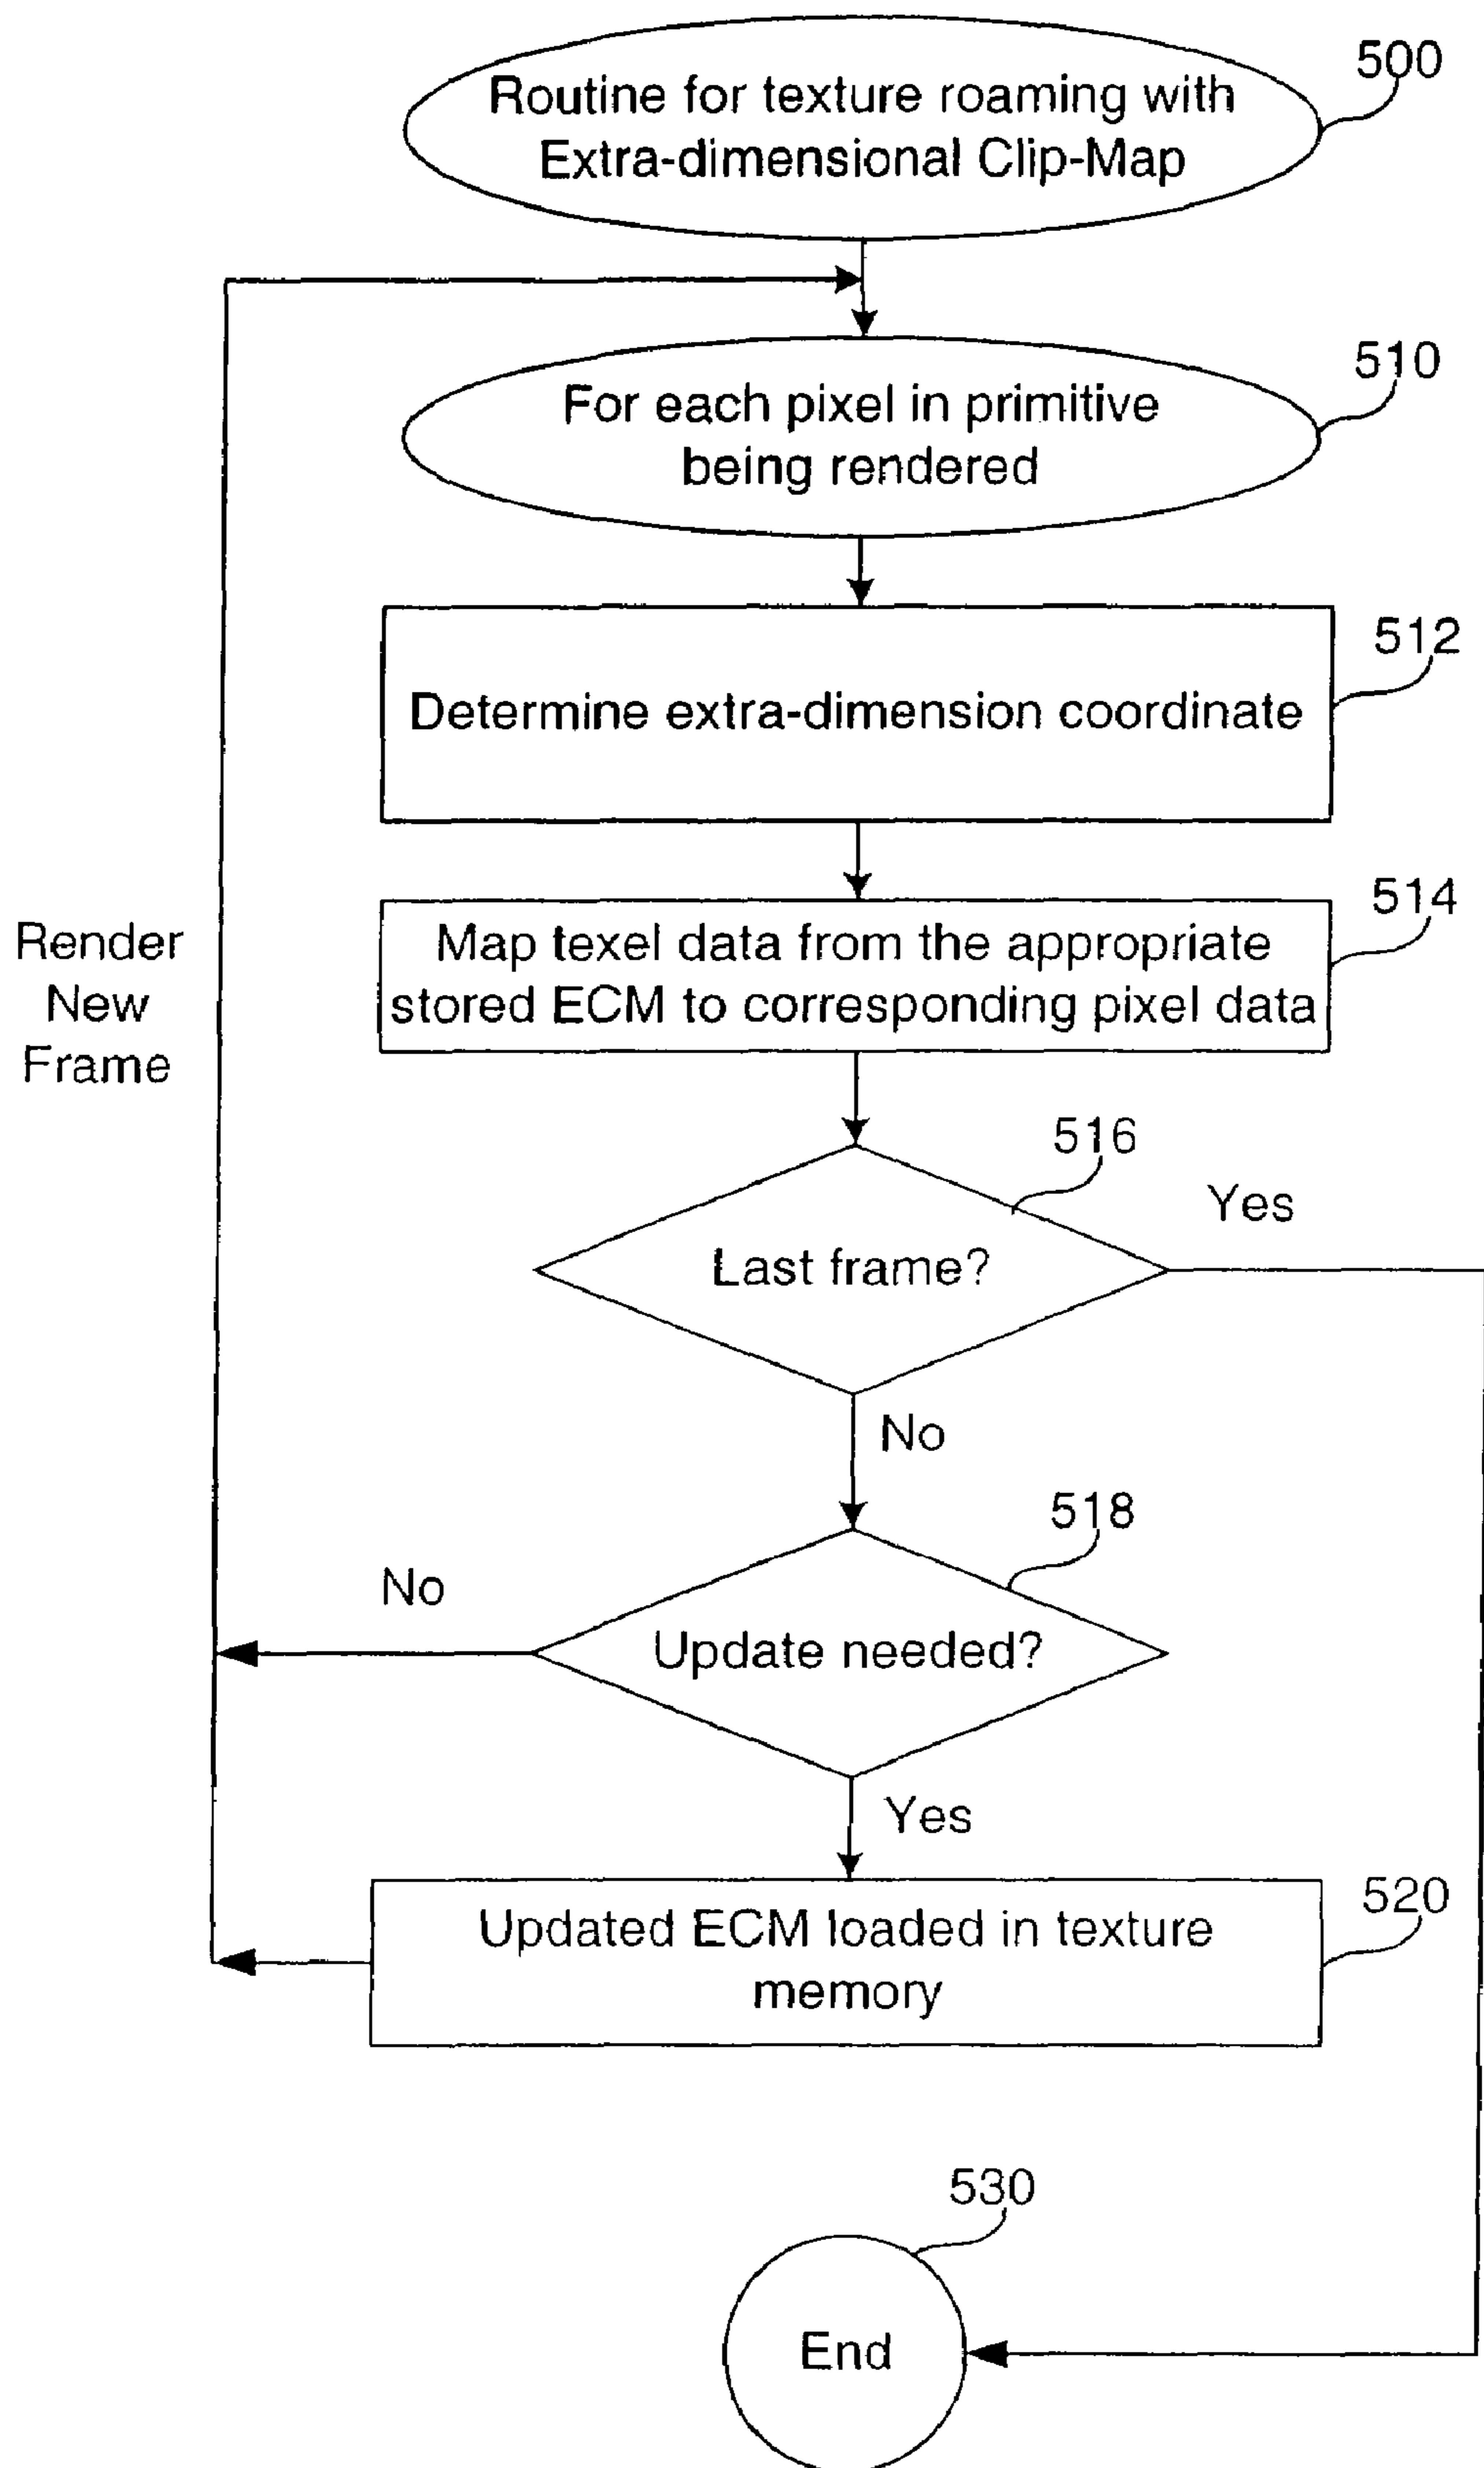 500
Routine for texture roaming with
Extra-dimensional Clip-Map
510
For each pixel in primitive
being rendered
512
Determine extra-dimension coordinate
514
Map texel data from the appropriate
stored ECM to corresponding pixel data
Render
New
Frame
516
Yes
Last frame?
No
518
No
Update needed?
Yes
520
Updated ECM loaded in texture
memory
530
End